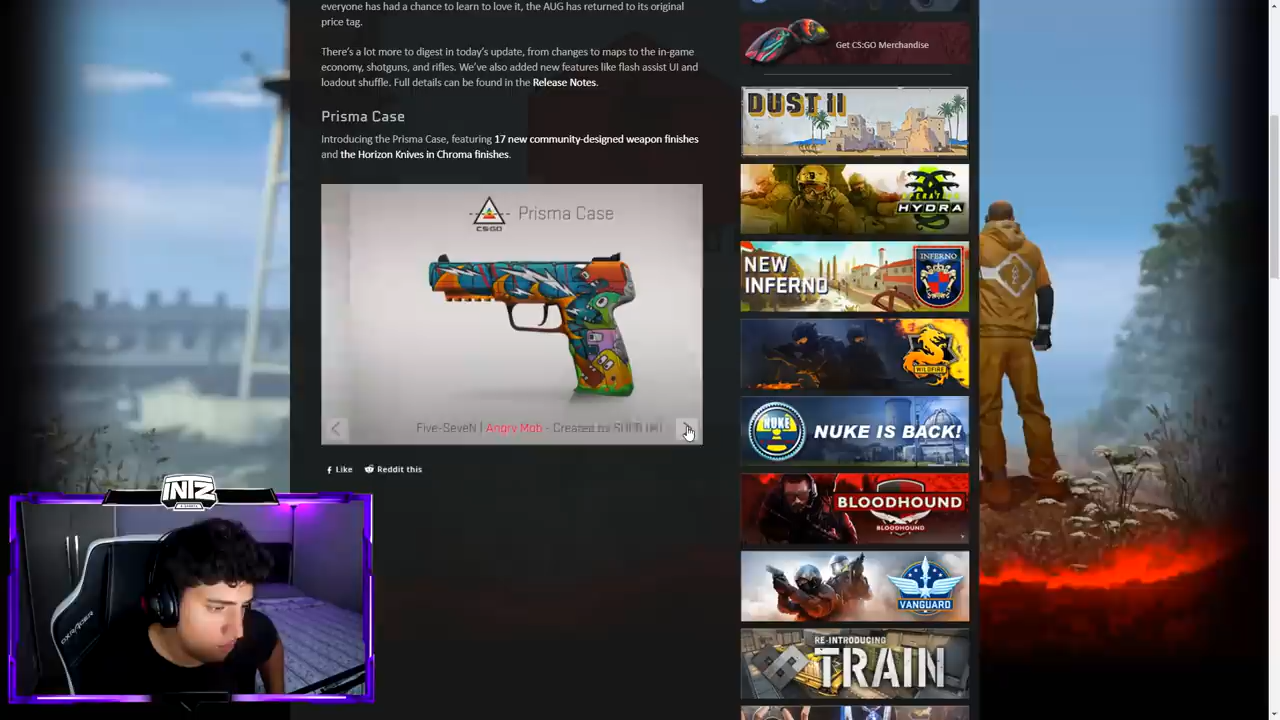 everyone has had a chance to learn to love it, the AUG has returned to its original
price tag.
There's a lot more to digest in today's update, from changes to maps to the in-game
economy, shotguns, and rifles. We've also added new features like flash assist UI and
loadout shuffle. Full details can be found in the Release Notes.
Prisma Case
Introducing the Prisma Case, featuring 17 new community-designed weapon finishes
and the Horizon Knives in Chroma finishes.
Prisma Case
CS:GO
Five-SeveN | Angry Mob - Created by
Like
Reddit this
Get CS:GO Merchandise
DUST II
HYDRA
NEW
INFERNO
INFERNO
WILDFIRE
NUKE
NUKE IS BACK!
BLOODHOUND
BLOODHOUND
VANGUARD
RE-INTRODUCING
TRAIN
INTZ
DXRACER